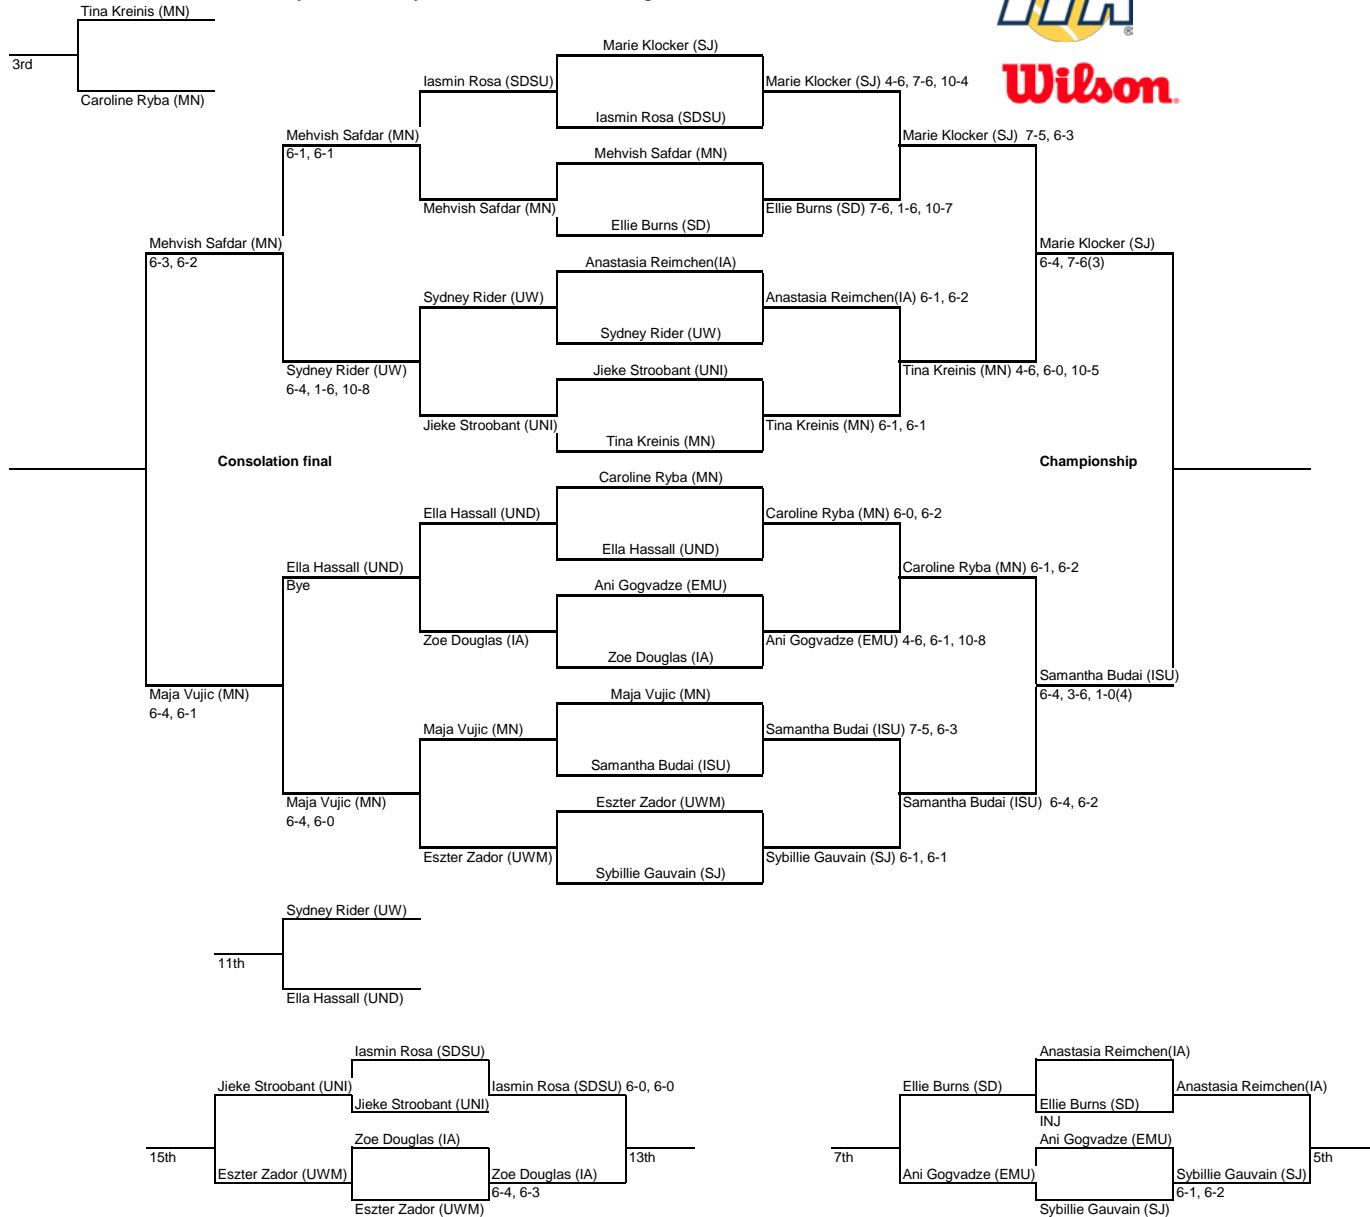 Tina Kreinis (MN)
3rd
Caroline Ryba (MN)
ITA
®
Wilson.
Marie Klocker (SJ)
Iasmin Rosa (SDSU)
Marie Klocker (SJ) 4-6, 7-6, 10-4
Iasmin Rosa (SDSU)
Mehvish Safdar (MN)
6-1, 6-1
Marie Klocker (SJ) 7-5, 6-3
Mehvish Safdar (MN)
Mehvish Safdar (MN)
Ellie Burns (SD) 7-6, 1-6, 10-7
Ellie Burns (SD)
Mehvish Safdar (MN)
6-3, 6-2
Marie Klocker (SJ)
6-4, 7-6(3)
Anastasia Reimchen(IA)
Sydney Rider (UW)
Anastasia Reimchen(IA) 6-1, 6-2
Sydney Rider (UW)
Sydney Rider (UW)
6-4, 1-6, 10-8
Jieke Stroobant (UNI)
Tina Kreinis (MN) 4-6, 6-0, 10-5
Jieke Stroobant (UNI)
Tina Kreinis (MN) 6-1, 6-1
Tina Kreinis (MN)
Consolation final
Championship
Caroline Ryba (MN)
Ella Hassall (UND)
Caroline Ryba (MN) 6-0, 6-2
Ella Hassall (UND)
Ella Hassall (UND)
Bye
Caroline Ryba (MN) 6-1, 6-2
Ani Gogvadze (EMU)
Zoe Douglas (IA)
Ani Gogvadze (EMU) 4-6, 6-1, 10-8
Zoe Douglas (IA)
Maja Vujic (MN)
6-4, 6-1
Samantha Budai (ISU)
6-4, 3-6, 1-0(4)
Maja Vujic (MN)
Maja Vujic (MN)
Samantha Budai (ISU) 7-5, 6-3
Samantha Budai (ISU)
Maja Vujic (MN)
6-4, 6-0
Eszter Zador (UWM)
Samantha Budai (ISU) 6-4, 6-2
Eszter Zador (UWM)
Sybillie Gauvain (SJ) 6-1, 6-1
Sybillie Gauvain (SJ)
Sydney Rider (UW)
11th
Ella Hassall (UND)
Iasmin Rosa (SDSU)
Jieke Stroobant (UNI)
Iasmin Rosa (SDSU) 6-0, 6-0
Jieke Stroobant (UNI)
Zoe Douglas (IA)
15th
13th
Eszter Zador (UWM)
Zoe Douglas (IA)
6-4, 6-3
Eszter Zador (UWM)
Anastasia Reimchen(IA)
Ellie Burns (SD)
Anastasia Reimchen(IA)
Ellie Burns (SD)
INJ
Ani Gogvadze (EMU)
7th
5th
Ani Gogvadze (EMU)
Sybillie Gauvain (SJ)
6-1, 6-2
Sybillie Gauvain (SJ)